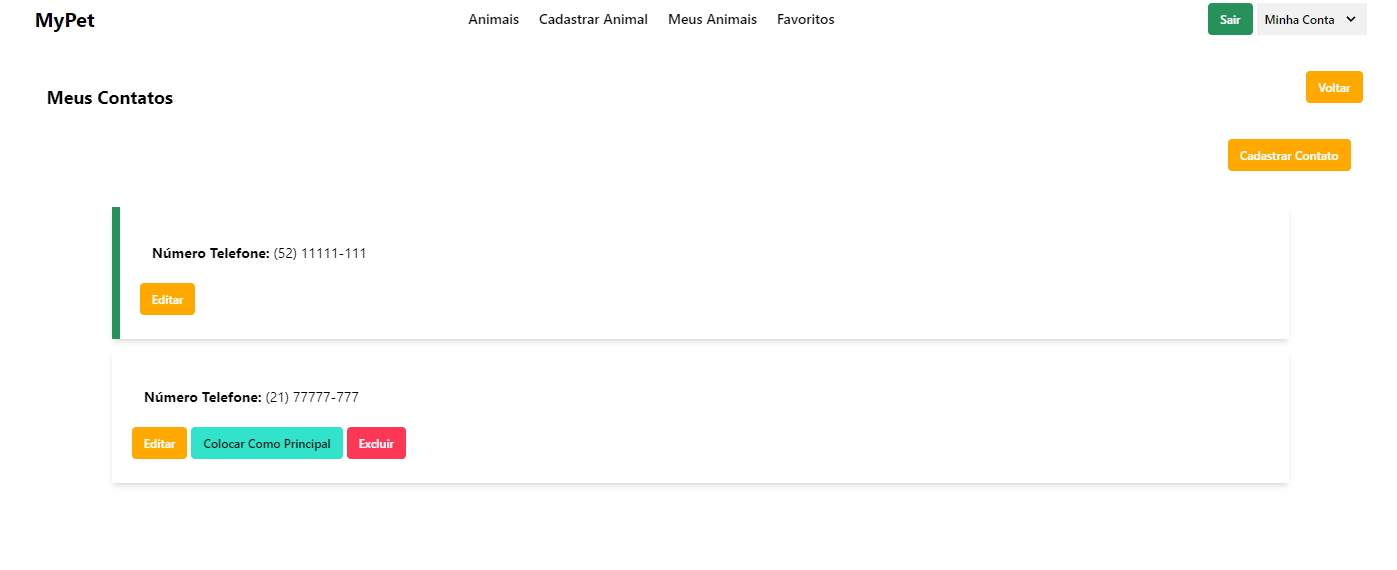 MyPet Animais Cadastrar Animal Meus Animais Favoritos Sair Minha Conta
Meus Contatos Voltar
Cadastrar Contato
Número Telefone: (52) 11111-111
Editar
Número Telefone: (21) 77777-777
Editar Colocar Como Principal Excluir